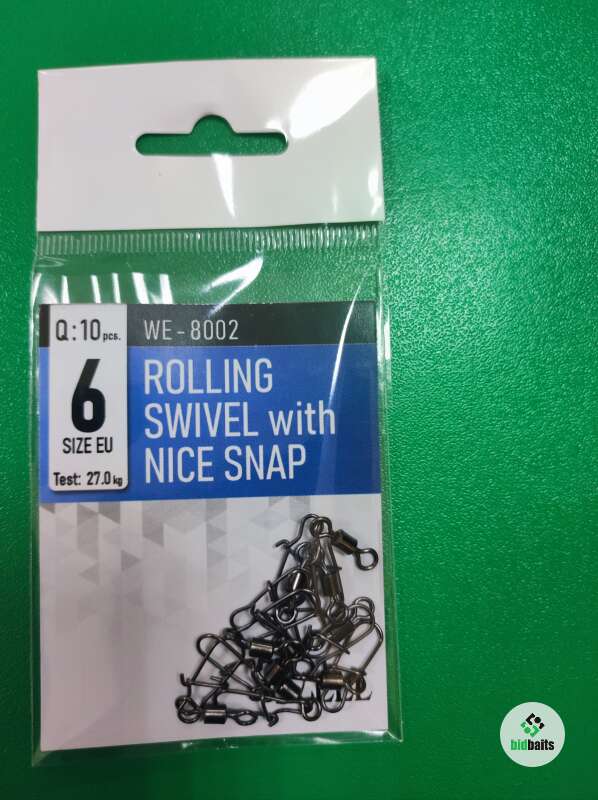 Q:10 pcs.
WE-8002
6
SIZE EU
Test: 27.0 kg
ROLLING
SWIVEL with
NICE SNAP
bidbaits